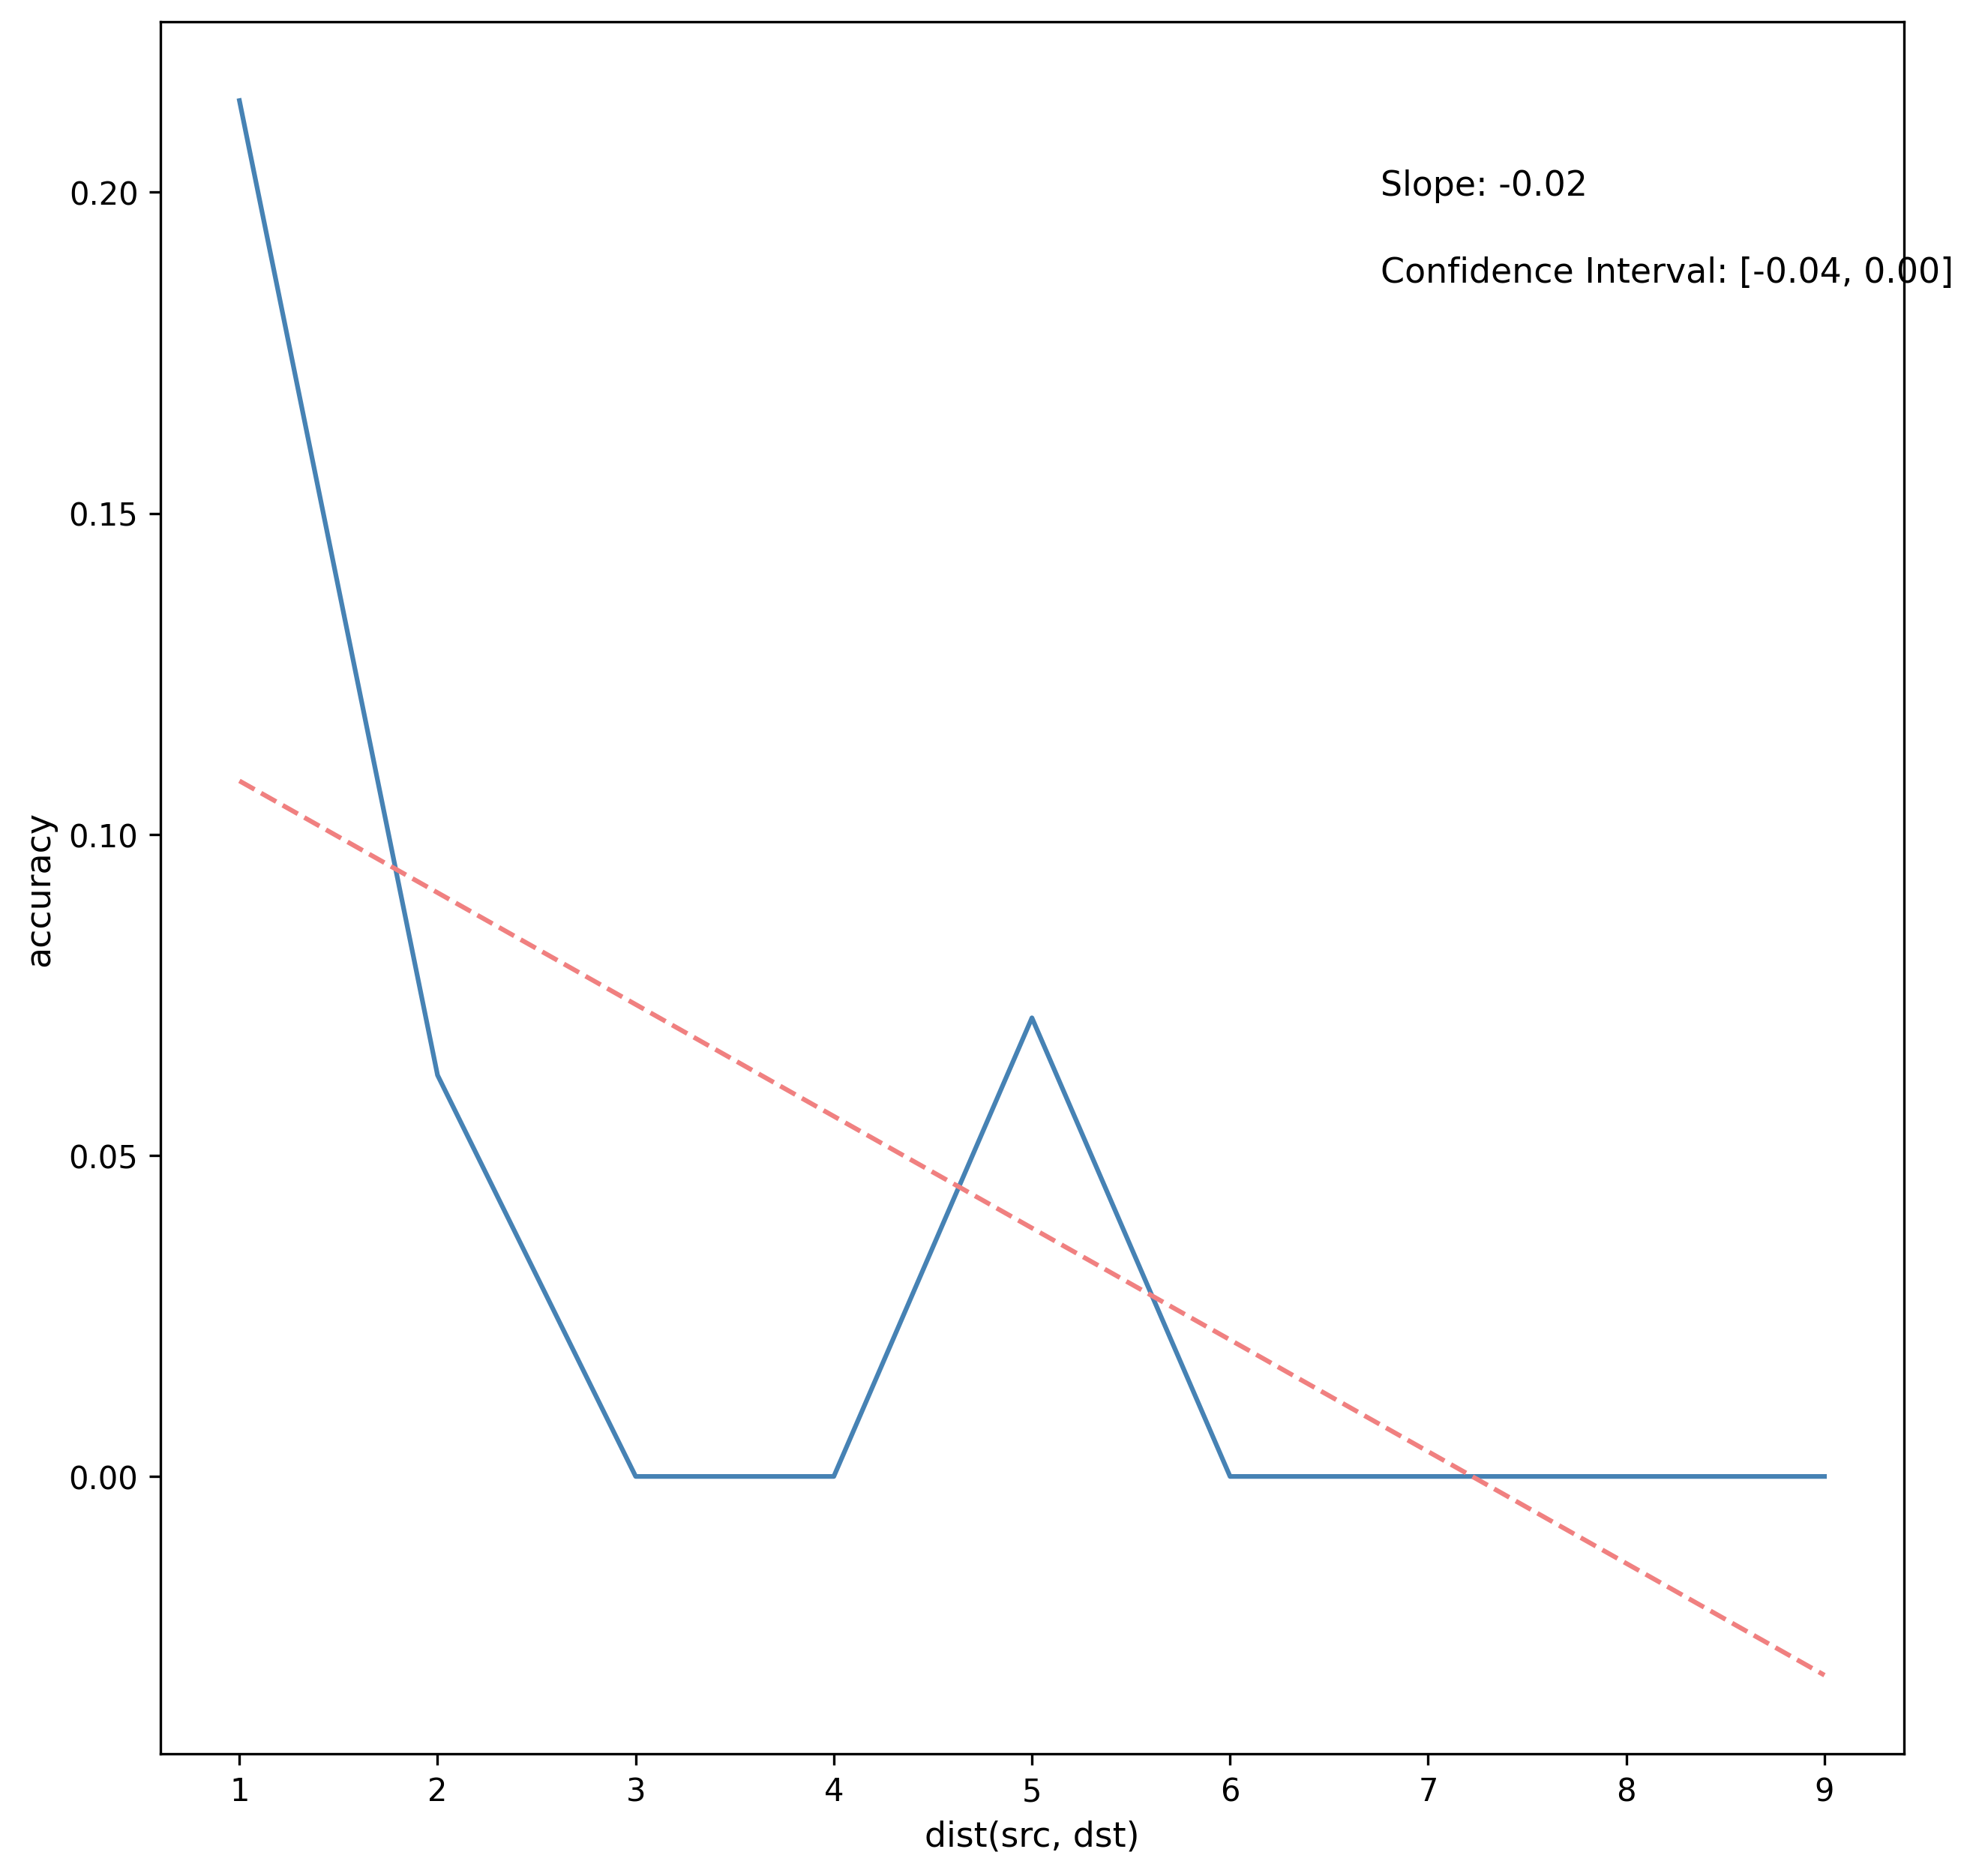 Slope: -0.02
Confidence Interval: [-0.04, 0.00]
0.20
0.15
0.10
0.05
0.00
accuracy
1 2 3 4 5 6 7 8 9
dist(src, dst)